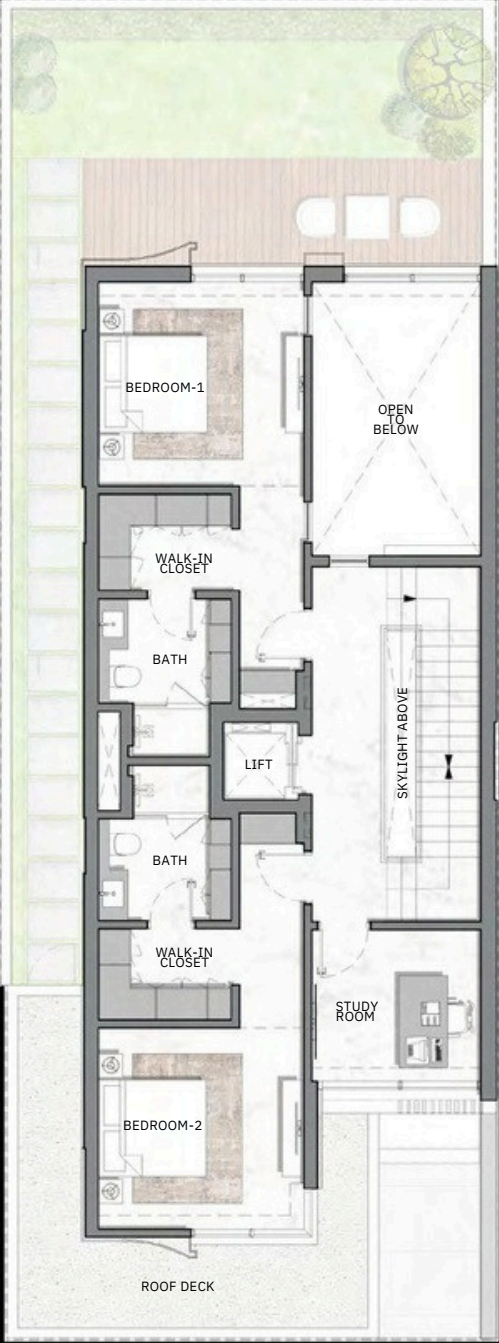 BEDROOM-1
OPEN
TO
BELOW
WALK-IN
CLOSET
BATH
SKYLIGHT ABOVE
LIFT
BATH
WALK-IN
CLOSET
STUDY
ROOM
BEDROOM-2
ROOF DECK